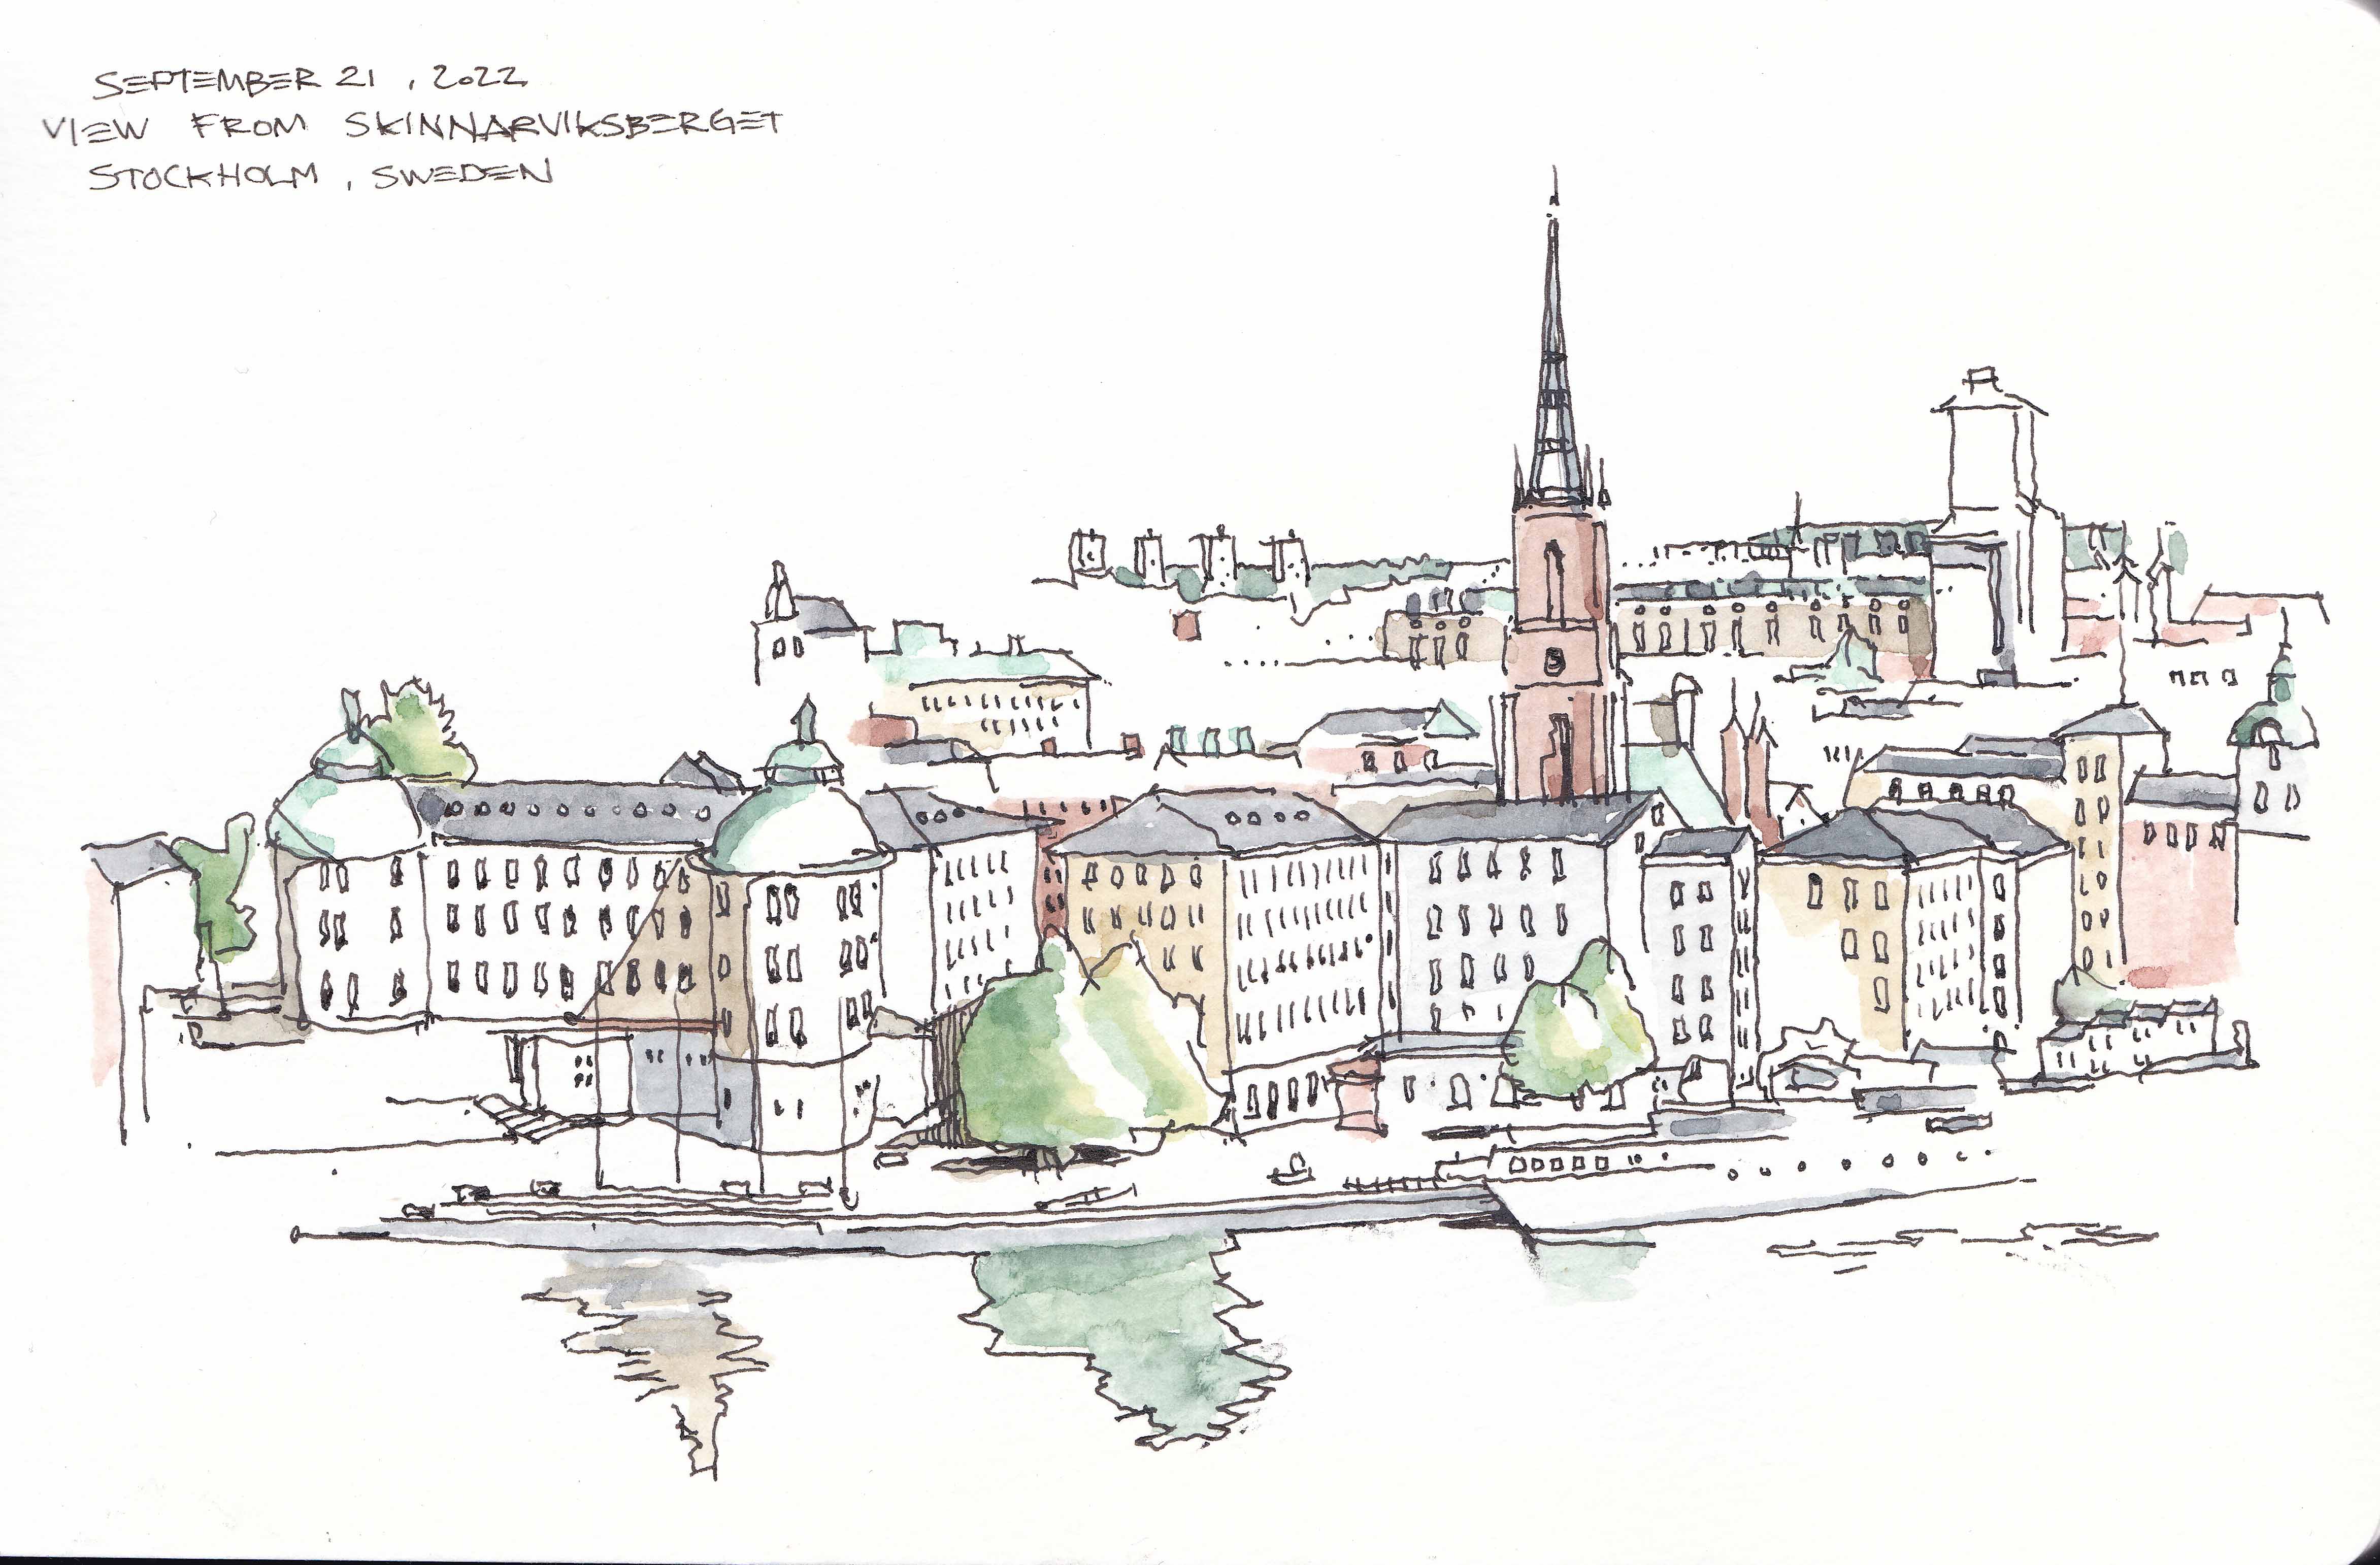 SEPTEMBER 21, 2022
VIEW FROM SKINNARVIKSBERGET
STOCKHOLM, SWEDEN